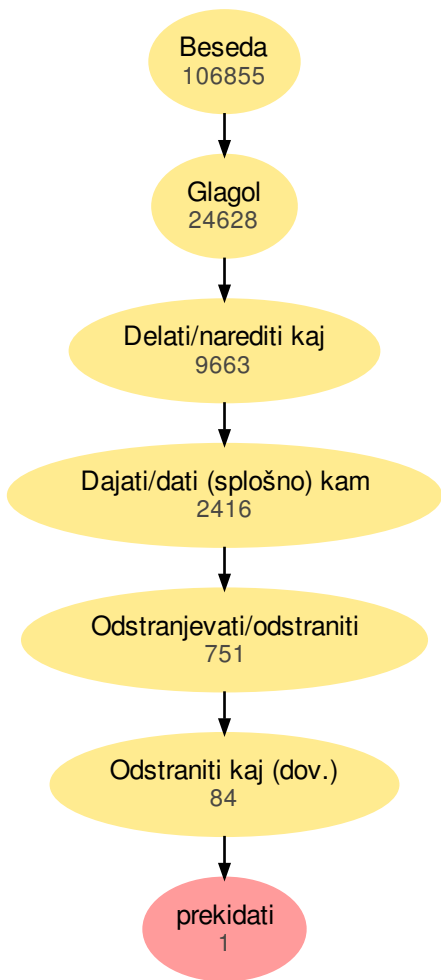 Beseda
106855
Glagol
24628
Delati/narediti kaj
9663
Dajati/dati (splošno) kam
2416
Odstranjevati/odstraniti
751
Odstraniti kaj (dov.)
84
prekidati
1